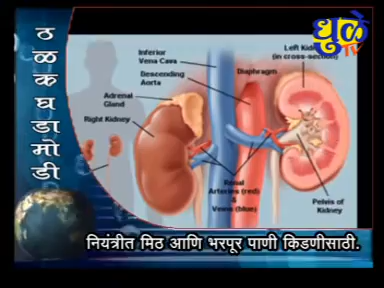 ठळक घडामोडी
धुळे
TV
Inferior
Vena Cava
Descending
Aorta
Adrenal
Gland
Right Kidney
Diaphragm
Left Kidney
(in cross-section)
Renal
Arteries (red)
&
Veins (blue)
Pelvis of
Kidney
नियंत्रीत मिठ आणि भरपूर पाणी किडणीसाठी.